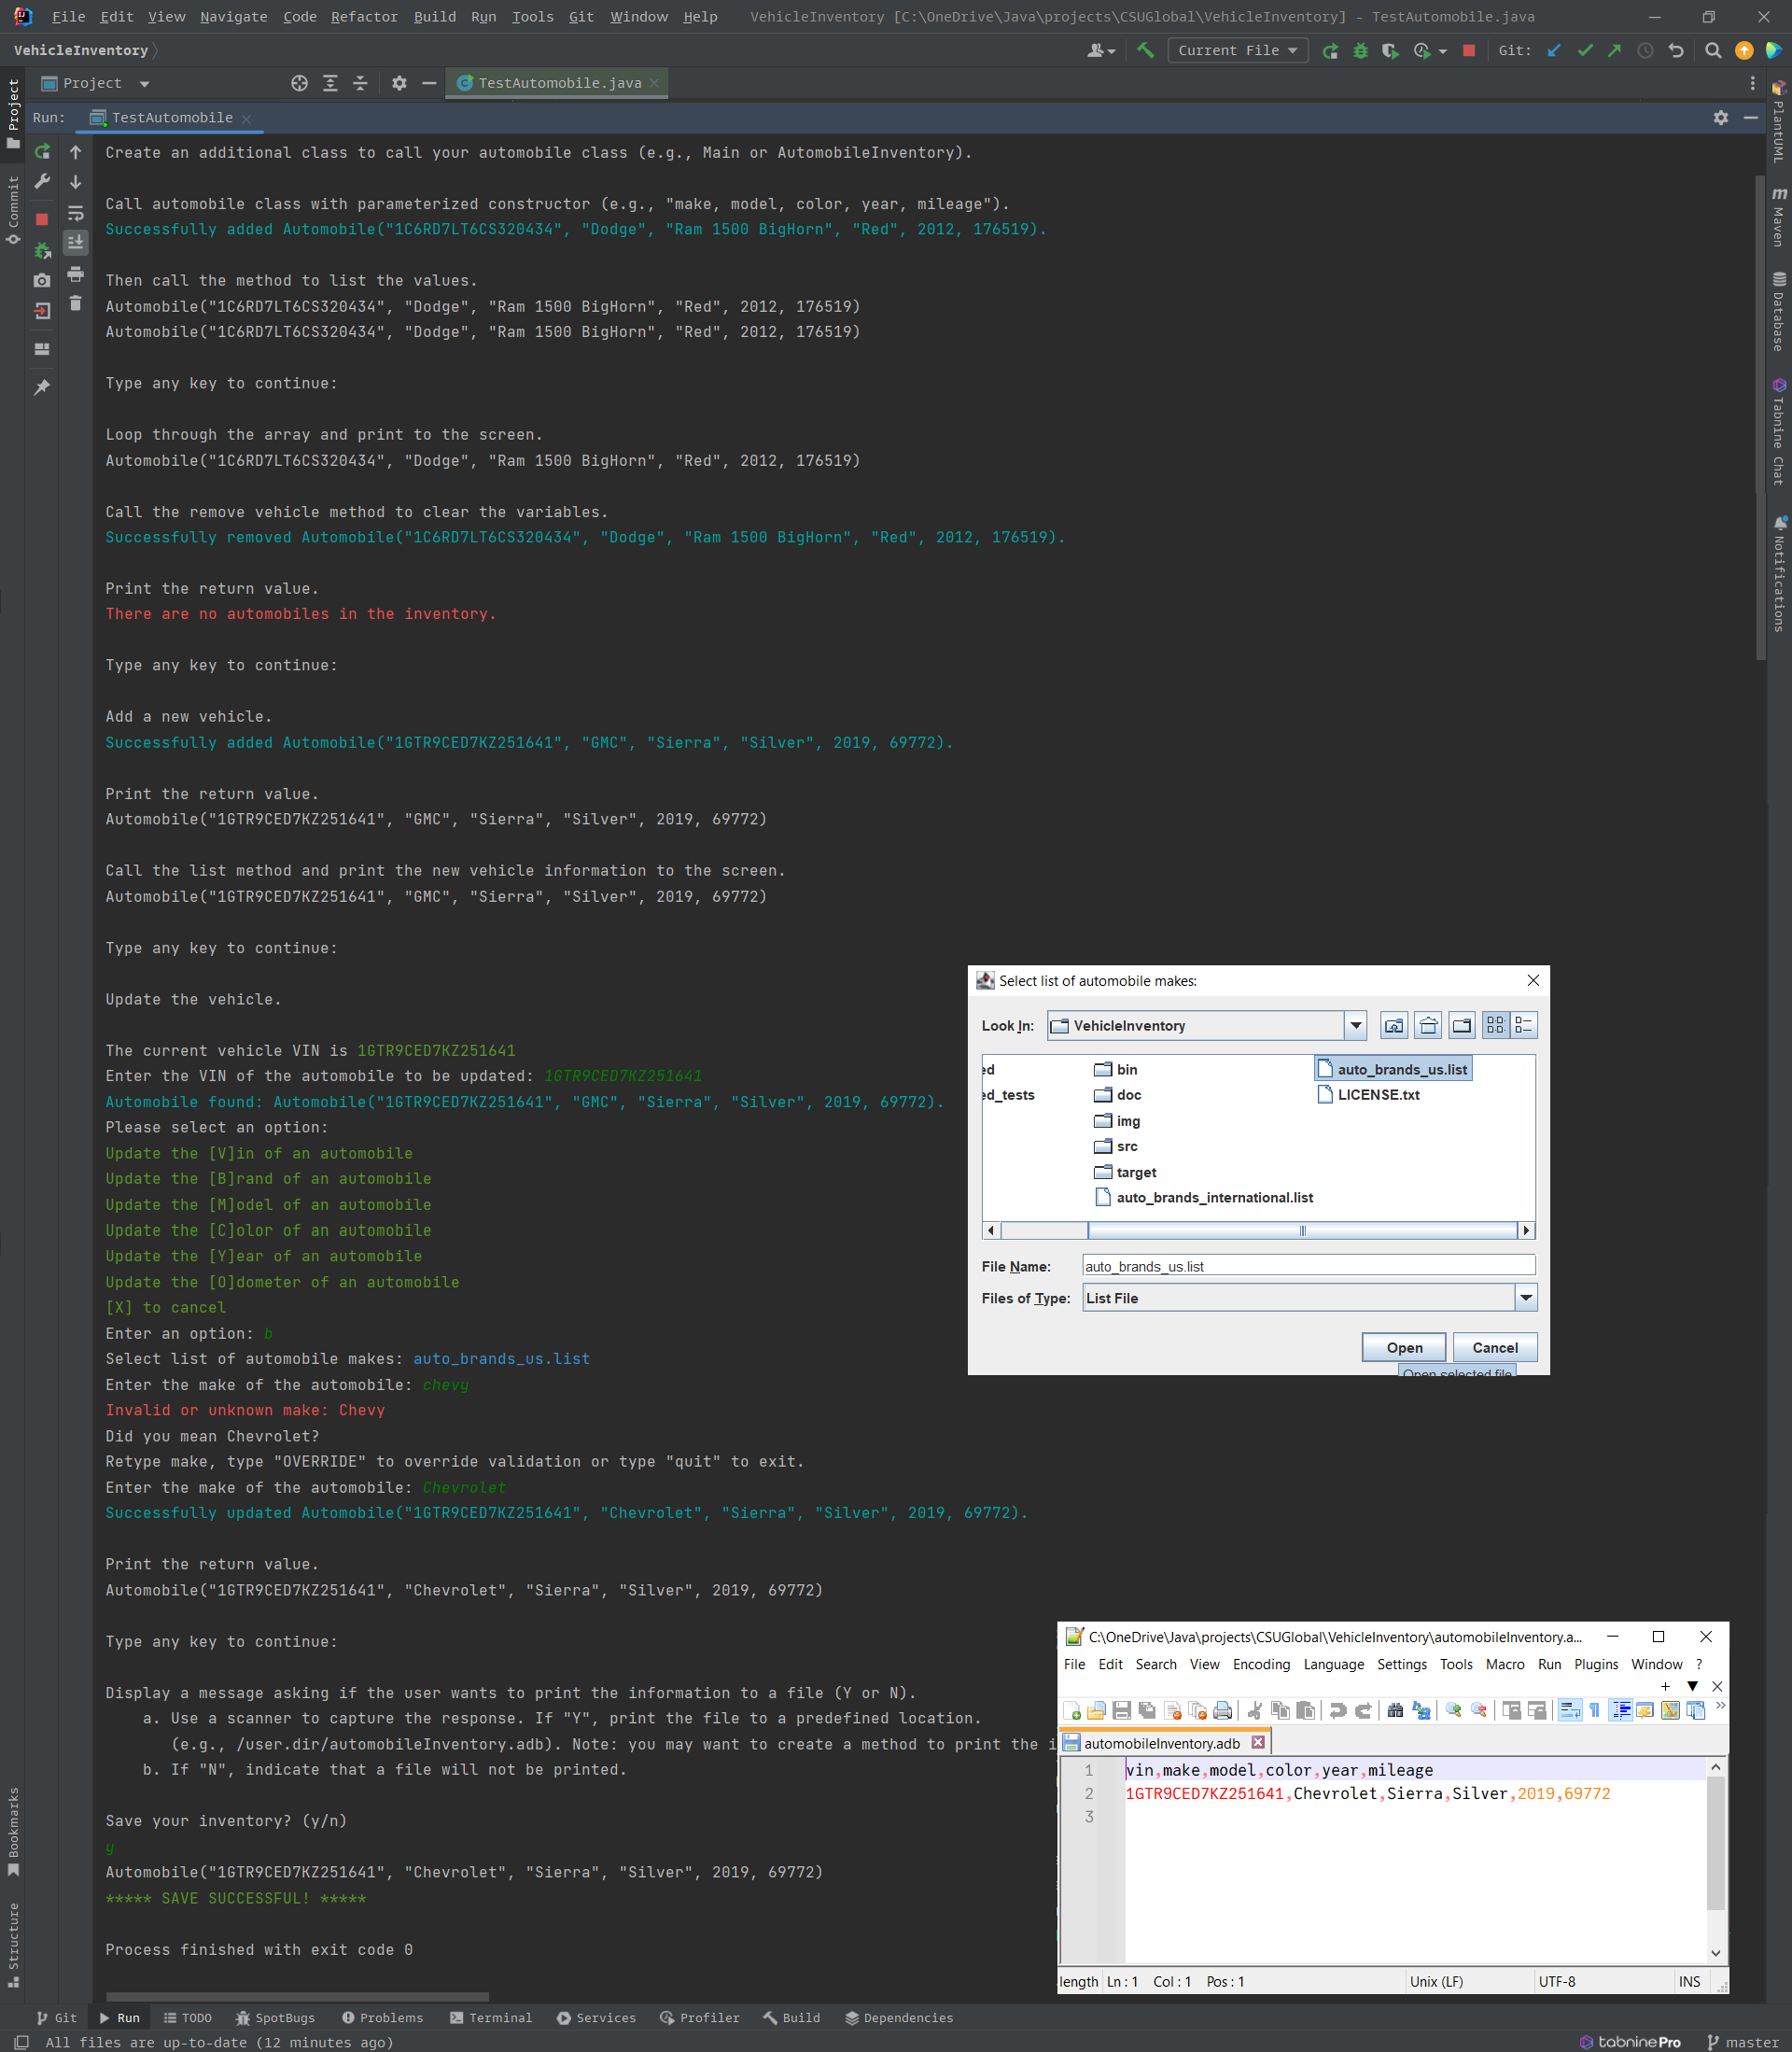 File Edit View Navigate Code Refactor Build Run Tools Git Window Help VehicleInventory [C:\OneDrive\Java\projects\CSUGlobal\VehicleInventory] - TestAutomobile.java
VehicleInventory
Current File
Git:
Project
TestAutomobile.java
Run: TestAutomobile
Project
Commit
Bookmarks
Structure
PlantUML
Maven
Database
Tabnine Chat
Notifications
Create an additional class to call your automobile class (e.g., Main or AutomobileInventory).
Call automobile class with parameterized constructor (e.g., "make, model, color, year, mileage").
Successfully added Automobile("1C6RD7LT6CS320434", "Dodge", "Ram 1500 BigHorn", "Red", 2012, 176519).
Then call the method to list the values.
Automobile("1C6RD7LT6CS320434", "Dodge", "Ram 1500 BigHorn", "Red", 2012, 176519)
Automobile("1C6RD7LT6CS320434", "Dodge", "Ram 1500 BigHorn", "Red", 2012, 176519)
Type any key to continue:
Loop through the array and print to the screen.
Automobile("1C6RD7LT6CS320434", "Dodge", "Ram 1500 BigHorn", "Red", 2012, 176519)
Call the remove vehicle method to clear the variables.
Successfully removed Automobile("1C6RD7LT6CS320434", "Dodge", "Ram 1500 BigHorn", "Red", 2012, 176519).
Print the return value.
There are no automobiles in the inventory.
Type any key to continue:
Add a new vehicle.
Successfully added Automobile("1GTR9CED7KZ251641", "GMC", "Sierra", "Silver", 2019, 69772).
Print the return value.
Automobile("1GTR9CED7KZ251641", "GMC", "Sierra", "Silver", 2019, 69772)
Call the list method and print the new vehicle information to the screen.
Automobile("1GTR9CED7KZ251641", "GMC", "Sierra", "Silver", 2019, 69772)
Type any key to continue:
Update the vehicle.
The current vehicle VIN is 1GTR9CED7KZ251641
Enter the VIN of the automobile to be updated: 1GTR9CED7KZ251641
Automobile found: Automobile("1GTR9CED7KZ251641", "GMC", "Sierra", "Silver", 2019, 69772).
Please select an option:
Update the [V]in of an automobile
Update the [B]rand of an automobile
Update the [M]odel of an automobile
Update the [C]olor of an automobile
Update the [Y]ear of an automobile
Update the [O]dometer of an automobile
[X] to cancel
Enter an option: b
Select list of automobile makes: auto_brands_us.list
Enter the make of the automobile: chevy
Invalid or unknown make: Chevy
Did you mean Chevrolet?
Retype make, type "OVERRIDE" to override validation or type "quit" to exit.
Enter the make of the automobile: Chevrolet
Successfully updated Automobile("1GTR9CED7KZ251641", "Chevrolet", "Sierra", "Silver", 2019, 69772).
Print the return value.
Automobile("1GTR9CED7KZ251641", "Chevrolet", "Sierra", "Silver", 2019, 69772)
Type any key to continue:
Display a message asking if the user wants to print the information to a file (Y or N).
a. Use a scanner to capture the response. If "Y", print the file to a predefined location.
(e.g., /user.dir/automobileInventory.adb). Note: you may want to create a method to print the i
b. If "N", indicate that a file will not be printed.
Save your inventory? (y/n)
y
Automobile("1GTR9CED7KZ251641", "Chevrolet", "Sierra", "Silver", 2019, 69772)
***** SAVE SUCCESSFUL! *****
Process finished with exit code 0
Select list of automobile makes:
Look In: VehicleInventory
ed
ed_tests
bin
doc
img
src
target
auto_brands_international.list
auto_brands_us.list
LICENSE.txt
File Name: auto_brands_us.list
Files of Type: List File
Open Cancel
Open selected file
C:\OneDrive\Java\projects\CSUGlobal\VehicleInventory\automobileInventory.a...
File Edit Search View Encoding Language Settings Tools Macro Run Plugins Window ?
automobileInventory.adb
1 vin,make,model,color,year,mileage
2 1GTR9CED7KZ251641,Chevrolet,Sierra,Silver,2019,69772
3
length Ln : 1 Col : 1 Pos : 1 Unix (LF) UTF-8 INS
Git Run TODO SpotBugs Problems Terminal Services Profiler Build Dependencies
All files are up-to-date (12 minutes ago) tabnine Pro master